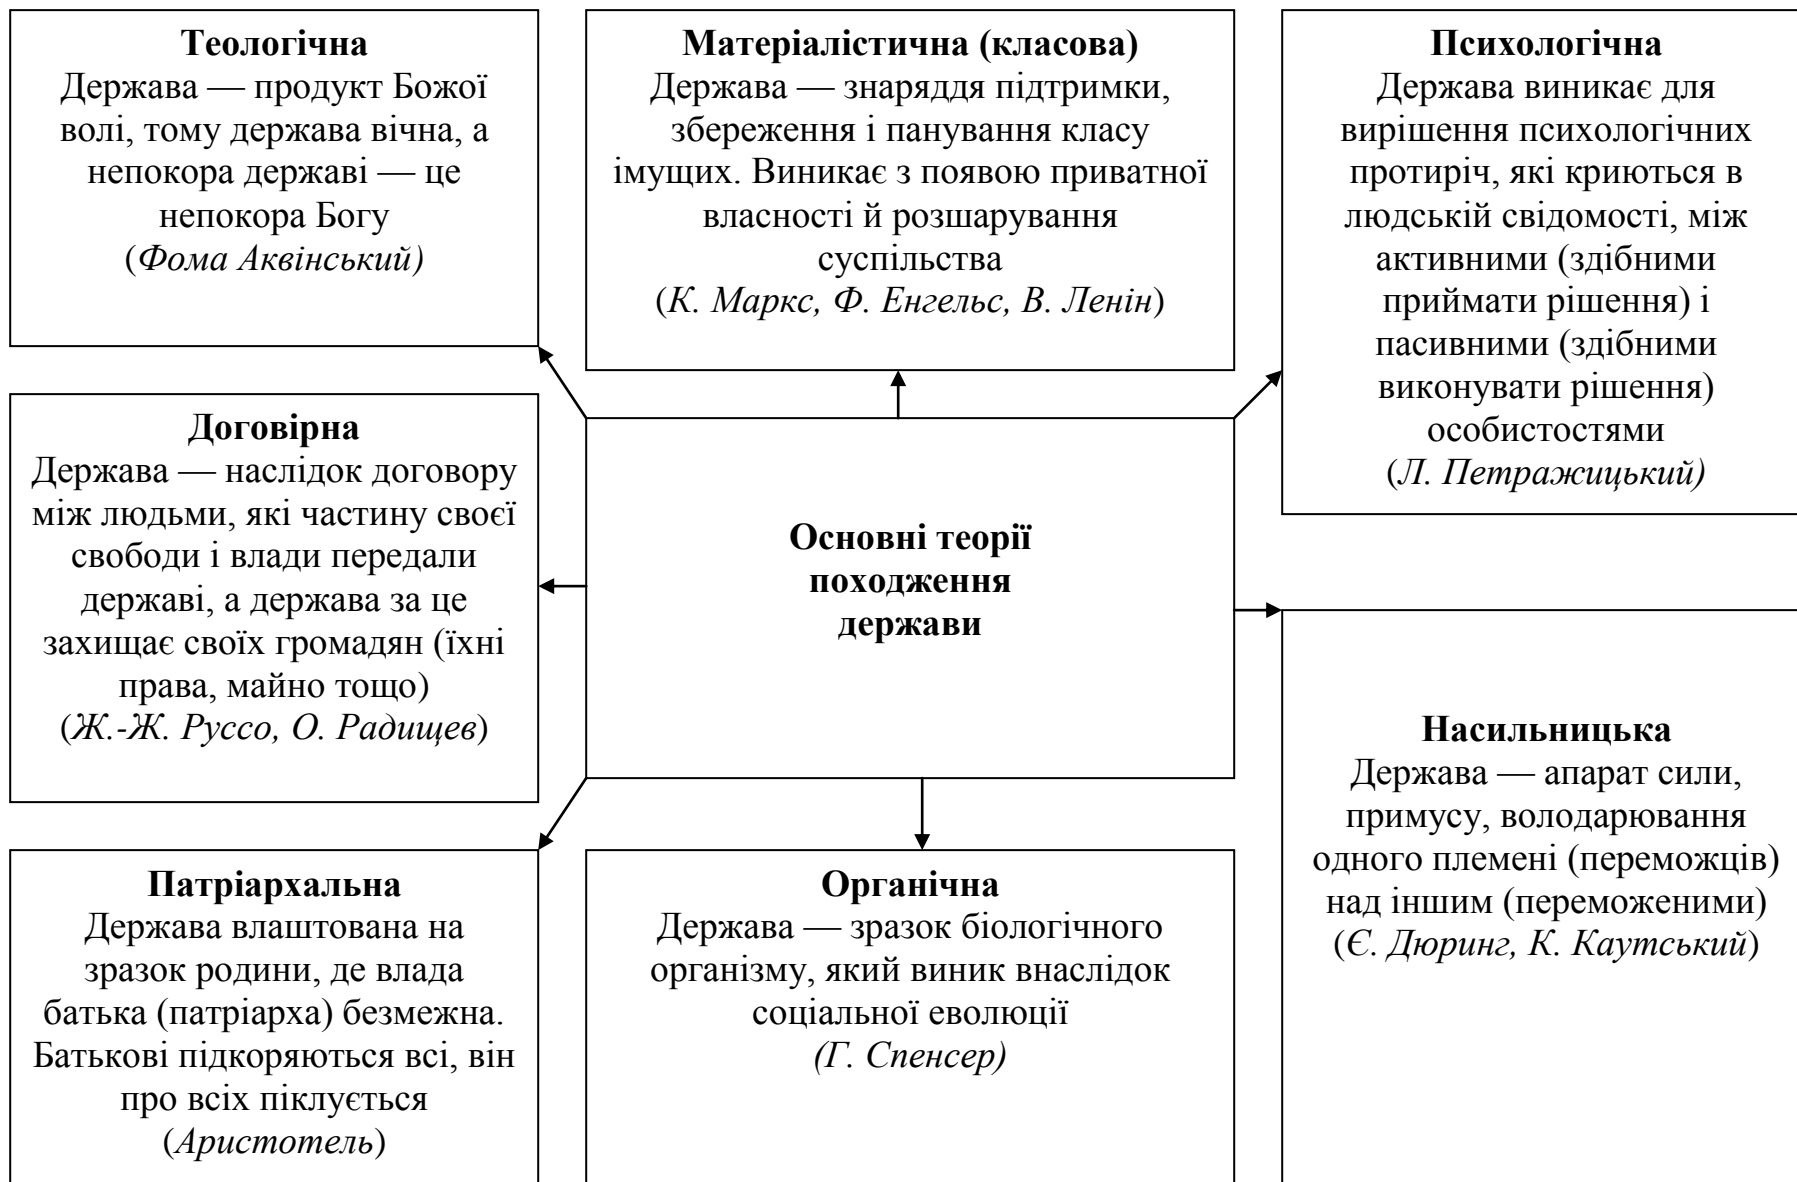 Теологічна
Держава — продукт Божої
волі, тому держава вічна, а
непокора державі — це
непокора Богу
(Фома Аквінський)
Матеріалістична (класова)
Держава — знаряддя підтримки,
збереження і панування класу
імущих. Виникає з появою приватної
власності й розшарування
суспільства
(К. Маркс, Ф. Енгельс, В. Ленін)
Психологічна
Держава виникає для
вирішення психологічних
протиріч, які криються в
людській свідомості, між
активними (здібними
приймати рішення) і
пасивними (здібними
виконувати рішення)
особистостями
(Л. Петражицький)
Договірна
Держава — наслідок договору
між людьми, які частину своєї
свободи і влади передали
державі, а держава за це
захищає своїх громадян (їхні
права, майно тощо)
(Ж.-Ж. Руссо, О. Радищев)
Основні теорії
походження
держави
Насильницька
Держава — апарат сили,
примусу, володарювання
одного племені (переможців)
над іншим (переможеними)
(Є. Дюринг, К. Каутський)
Патріархальна
Держава влаштована на
зразок родини, де влада
батька (патріарха) безмежна.
Батькові підкоряються всі, він
про всіх піклується
(Аристотель)
Органічна
Держава — зразок біологічного
організму, який виник внаслідок
соціальної еволюції
(Г. Спенсер)